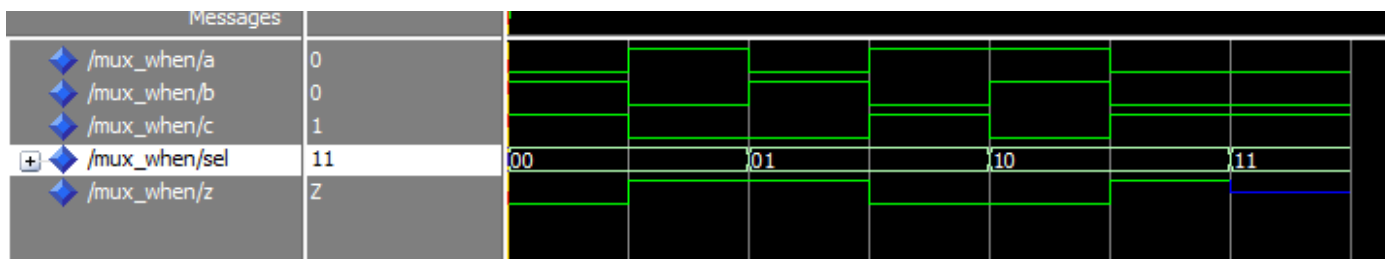 Messages
/mux_when/a 0
/mux_when/b 0
/mux_when/c 1
/mux_when/sel 11 00 01 10 11
/mux_when/z Z